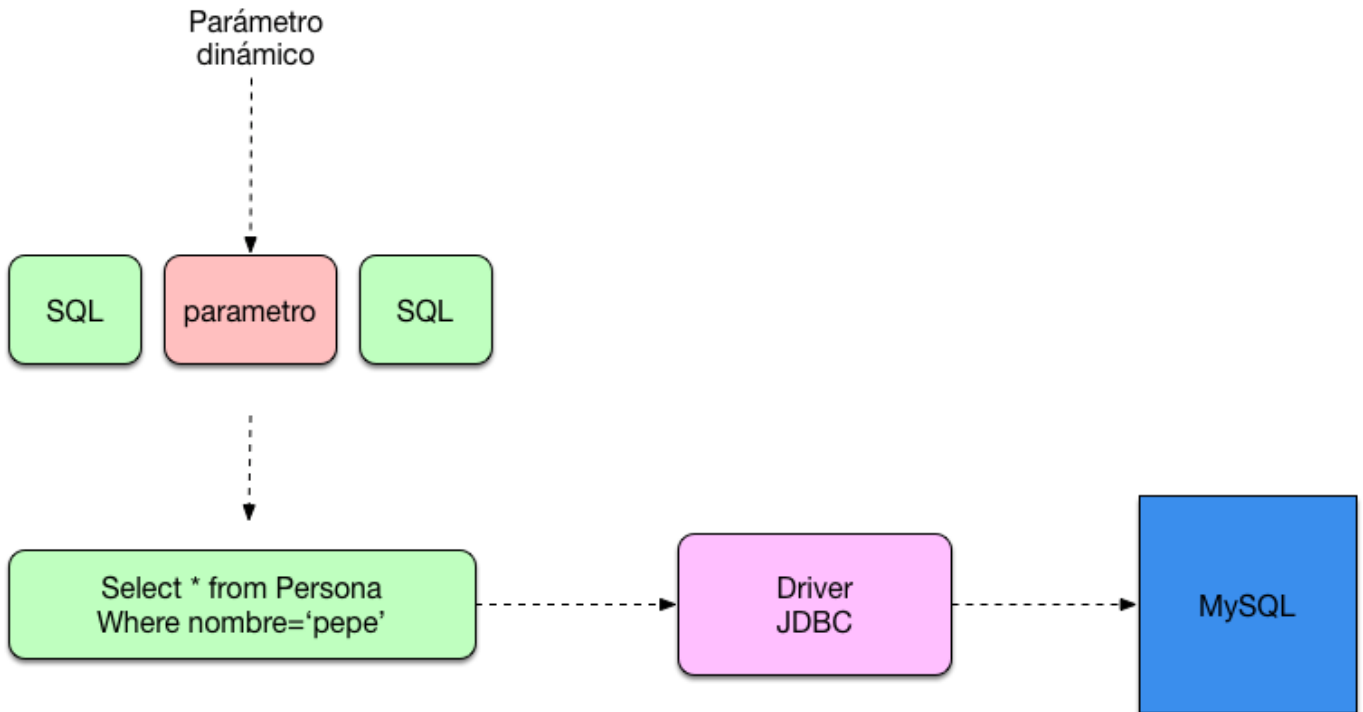 Parámetro
dinámico
SQL
parametro
SQL
Select * from Persona
Where nombre=‘pepe’
Driver
JDBC
MySQL